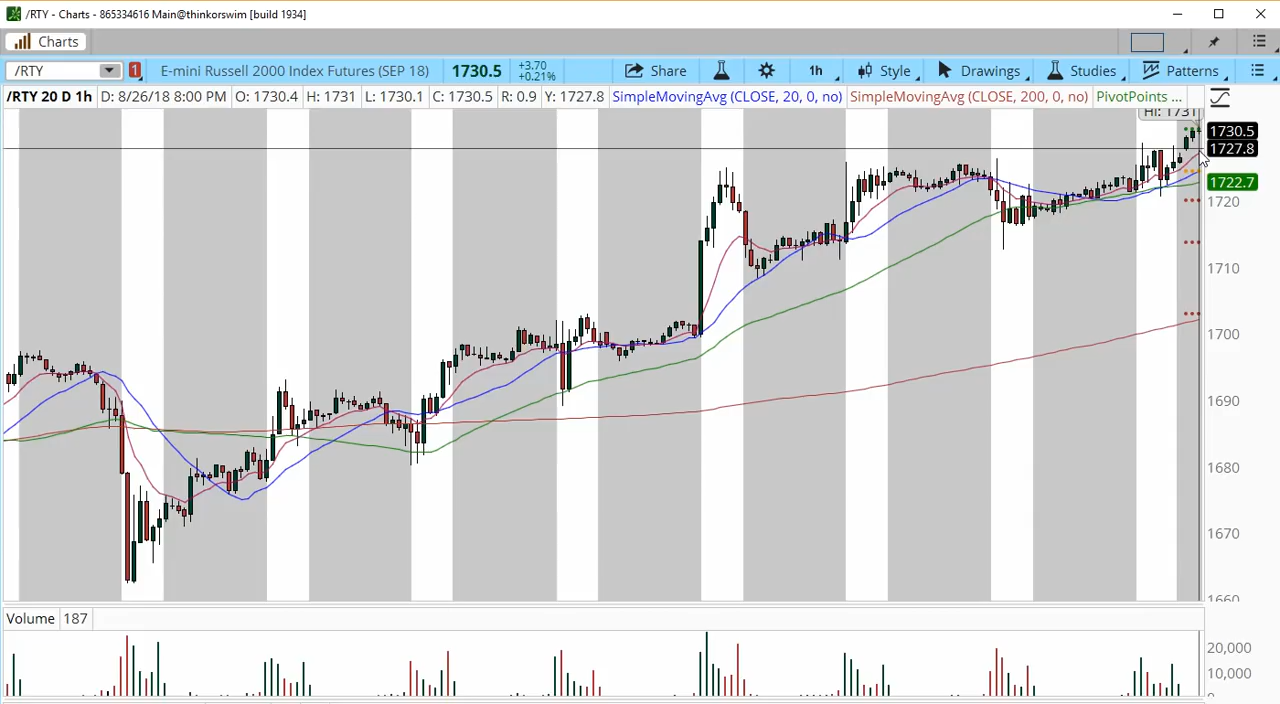 /RTY - Charts - 865334616 Main@thinkorswim [build 1934]
Charts
/RTY 1 E-mini Russell 2000 Index Futures (SEP 18) 1730.5 +3.70 +0.21% Share 1h Style Drawings Studies Patterns
/RTY 20 D 1h D: 8/26/18 8:00 PM O: 1730.4 H: 1731 L: 1730.1 C: 1730.5 R: 0.9 Y: 1727.8 SimpleMovingAvg (CLOSE, 20, 0, no) SimpleMovingAvg (CLOSE, 200, 0, no) PivotPoints ...
Hi: 1731
1730.5
1727.8
1722.7
1720
1710
1700
1690
1680
1670
1660
Volume 187
20,000
10,000
0